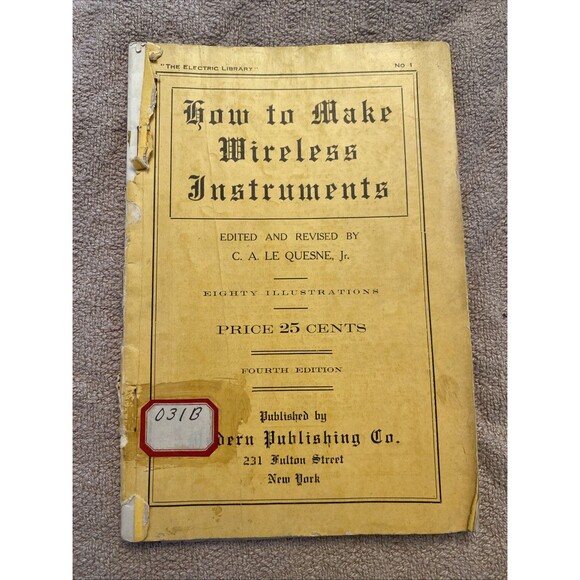 "THE ELECTRIC LIBRARY." No 1
How to Make
Wireless
Instruments
EDITED AND REVISED BY
C. A. LE QUESNE, Jr.
EIGHTY ILLUSTRATIONS
PRICE 25 CENTS
FOURTH EDITION
031B
Published by
dern Publishing Co.
231 Fulton Street
New York